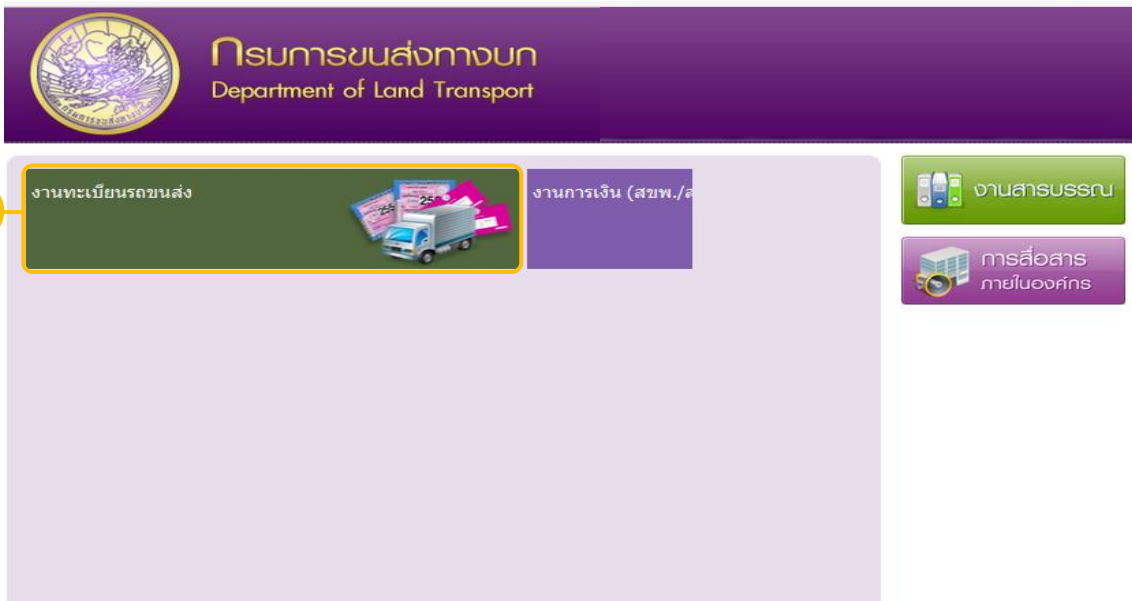 กรมการขนส่งทางบก
Department of Land Transport
งานทะเบียนรถขนส่ง
งานการเงิน (สขพ./ส
งานสารบรรณ
การสื่อสาร
ภายในองค์กร